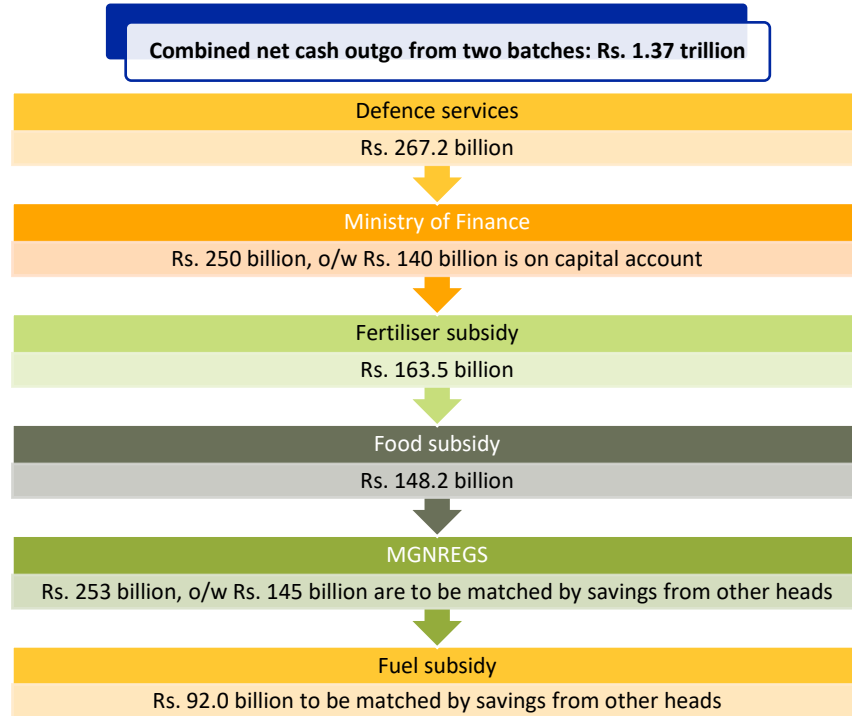 Combined net cash outgo from two batches: Rs. 1.37 trillion
Defence services
Rs. 267.2 billion
Ministry of Finance
Rs. 250 billion, o/w Rs. 140 billion is on capital account
Fertiliser subsidy
Rs. 163.5 billion
Food subsidy
Rs. 148.2 billion
MGNREGS
Rs. 253 billion, o/w Rs. 145 billion are to be matched by savings from other heads
Fuel subsidy
Rs. 92.0 billion to be matched by savings from other heads